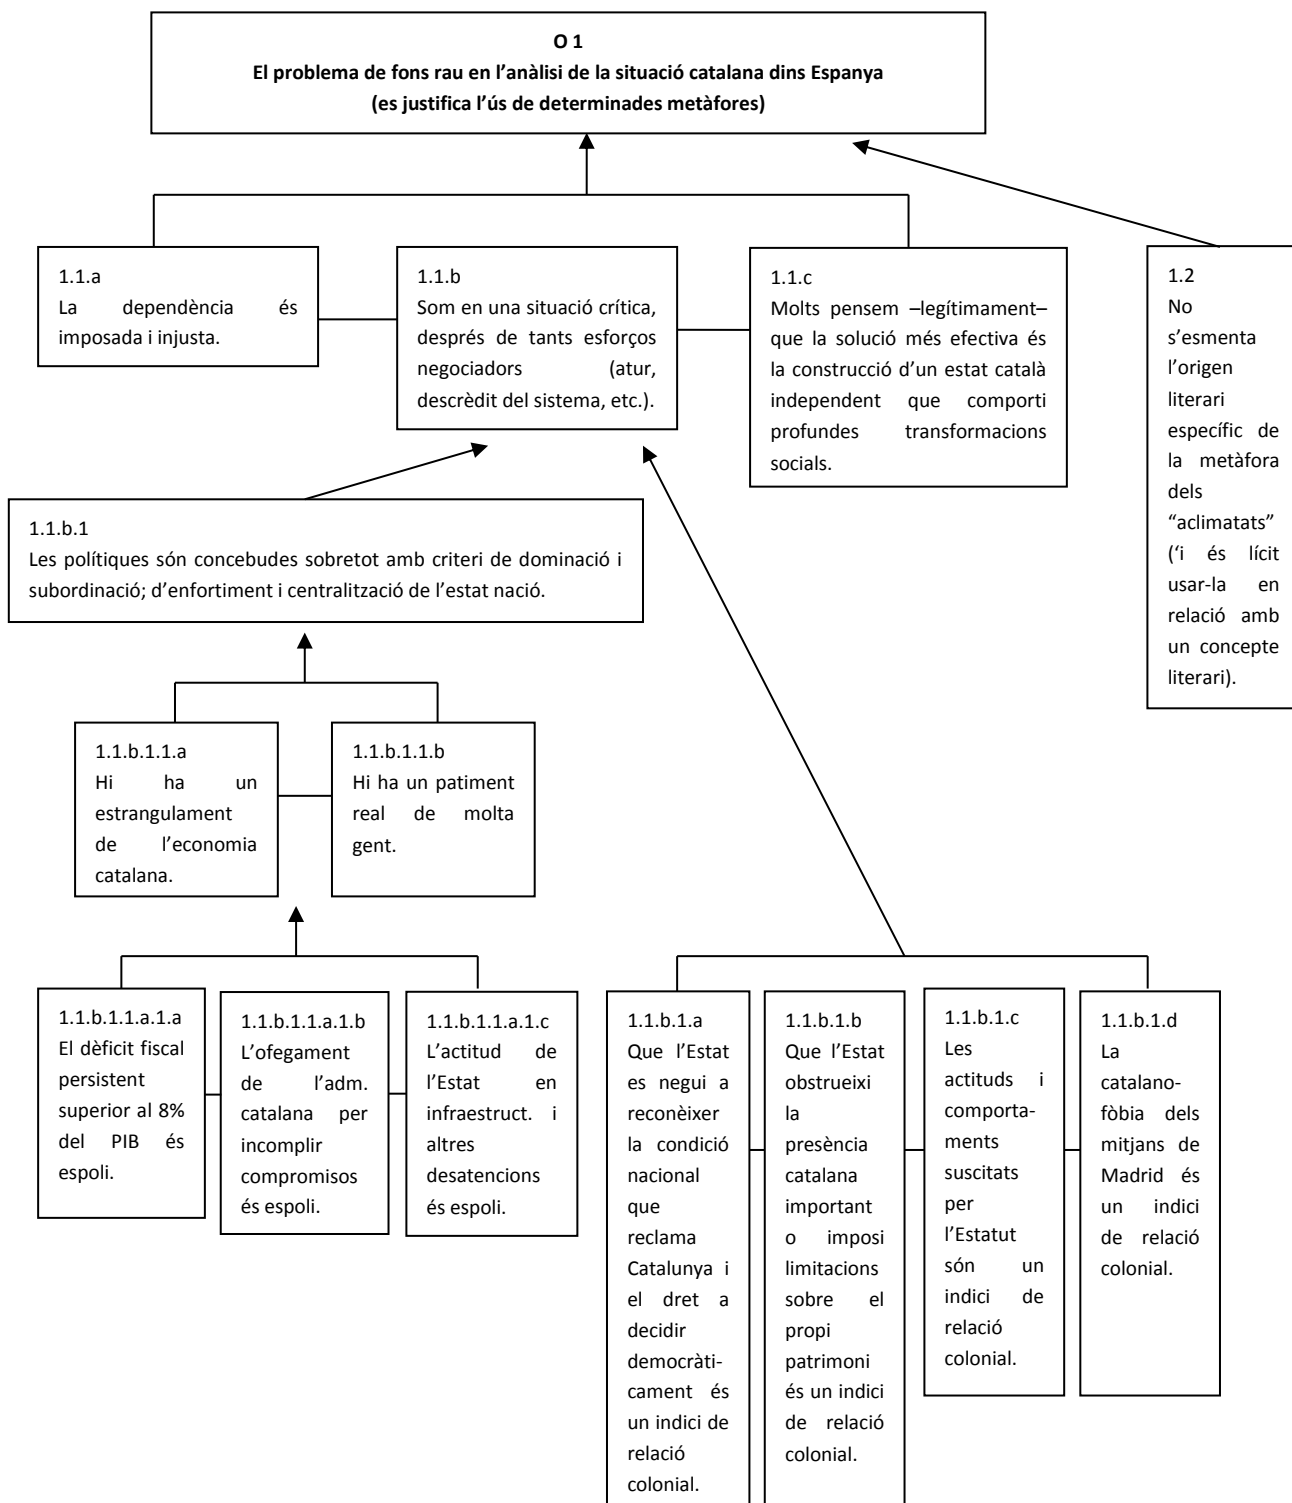 O 1
El problema de fons rau en l’anàlisi de la situació catalana dins Espanya
(es justifica l’ús de determinades metàfores)
1.1.a
La dependència és
imposada i injusta.
1.1.b
Som en una situació crítica,
després de tants esforços
negociadors (atur,
descrèdit del sistema, etc.).
1.1.c
Molts pensem –legítimament–
que la solució més efectiva és
la construcció d’un estat català
independent que comporti
profundes transformacions
socials.
1.2
No
s’esmenta
l’origen
literari
específic de
la metàfora
dels
“aclimatats”
(‘i és lícit
usar-la en
relació amb
un concepte
literari).
1.1.b.1
Les polítiques són concebudes sobretot amb criteri de dominació i
subordinació; d’enfortiment i centralització de l’estat nació.
1.1.b.1.1.a
Hi ha un
estrangulament
de l’economia
catalana.
1.1.b.1.1.b
Hi ha un patiment
real de molta
gent.
1.1.b.1.1.a.1.a
El dèficit fiscal
persistent
superior al 8%
del PIB és
espoli.
1.1.b.1.1.a.1.b
L’ofegament
de l’adm.
catalana per
incomplir
compromisos
és espoli.
1.1.b.1.1.a.1.c
L’actitud de
l’Estat en
infraestruct. i
altres
desatencions
és espoli.
1.1.b.1.a
Que l’Estat
es negui a
reconèixer
la condició
nacional
que
reclama
Catalunya i
el dret a
decidir
democràti-
cament és
un indici de
relació
colonial.
1.1.b.1.b
Que l’Estat
obstrueixi
la
presència
catalana
important
o imposi
limitacions
sobre el
propi
patrimoni
és un indici
de relació
colonial.
1.1.b.1.c
Les
actituds i
comporta-
ments
suscitats
per
l’Estatut
són un
indici de
relació
colonial.
1.1.b.1.d
La
catalano-
fòbia dels
mitjans de
Madrid és
un indici
de relació
colonial.